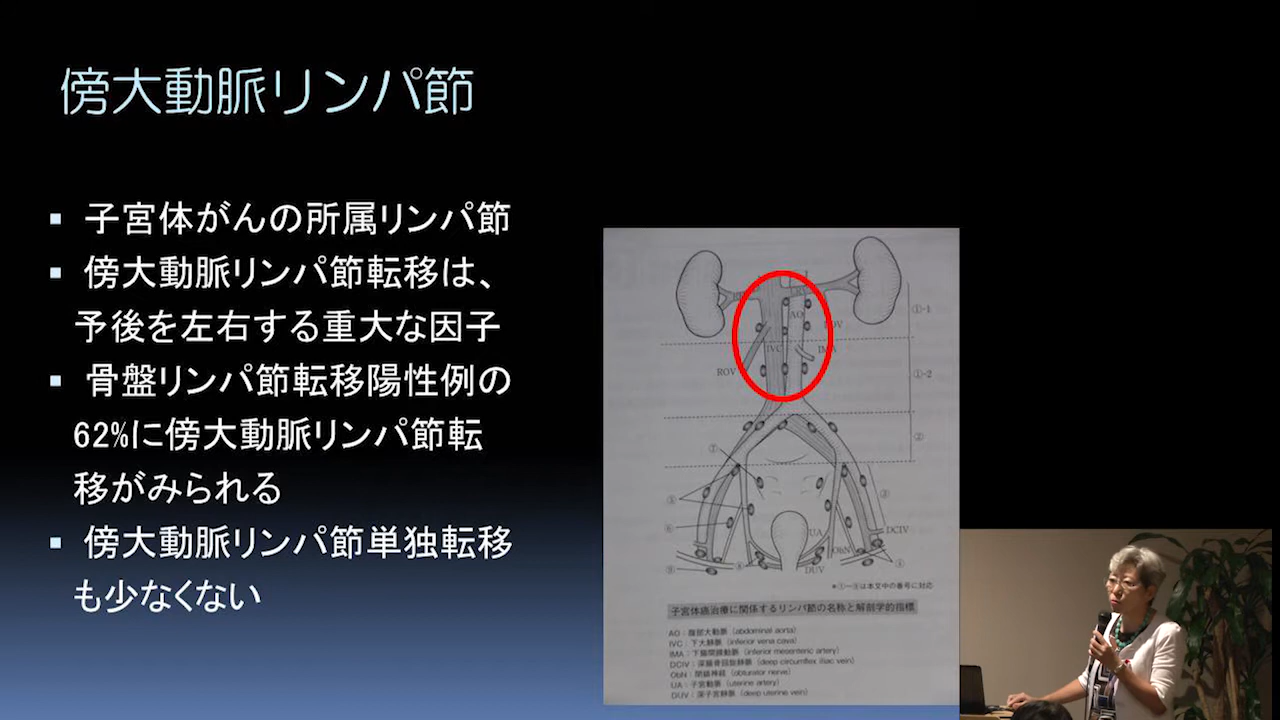 傍大動脈リンパ節
▪ 子宮体がんの所属リンパ節
▪ 傍大動脈リンパ節転移は、
予後を左右する重大な因子
▪ 骨盤リンパ節転移陽性例の
62%に傍大動脈リンパ節転
移がみられる
▪ 傍大動脈リンパ節単独転移
も少なくない
①-1
AO
IVC
IMA
ROV
①-2
②
①
③
⑥
UA
ObN
DCIV
DUV
※①―⑨は本文中の番号に対応
子宮体癌治療に関係するリンパ節の名称と解剖学的指標
AO:腹部大動脈 (abdominal aorta)
IVC:下大静脈 (inferior vena cava)
IMA:下腸間膜動脈 (inferior mesenteric artery)
DCIV:深腸骨回旋静脈 (deep circumflex iliac vein)
ObN:閉鎖神経 (obturator nerve)
UA:子宮動脈 (uterine artery)
DUV:深子宮静脈 (deep uterine vein)